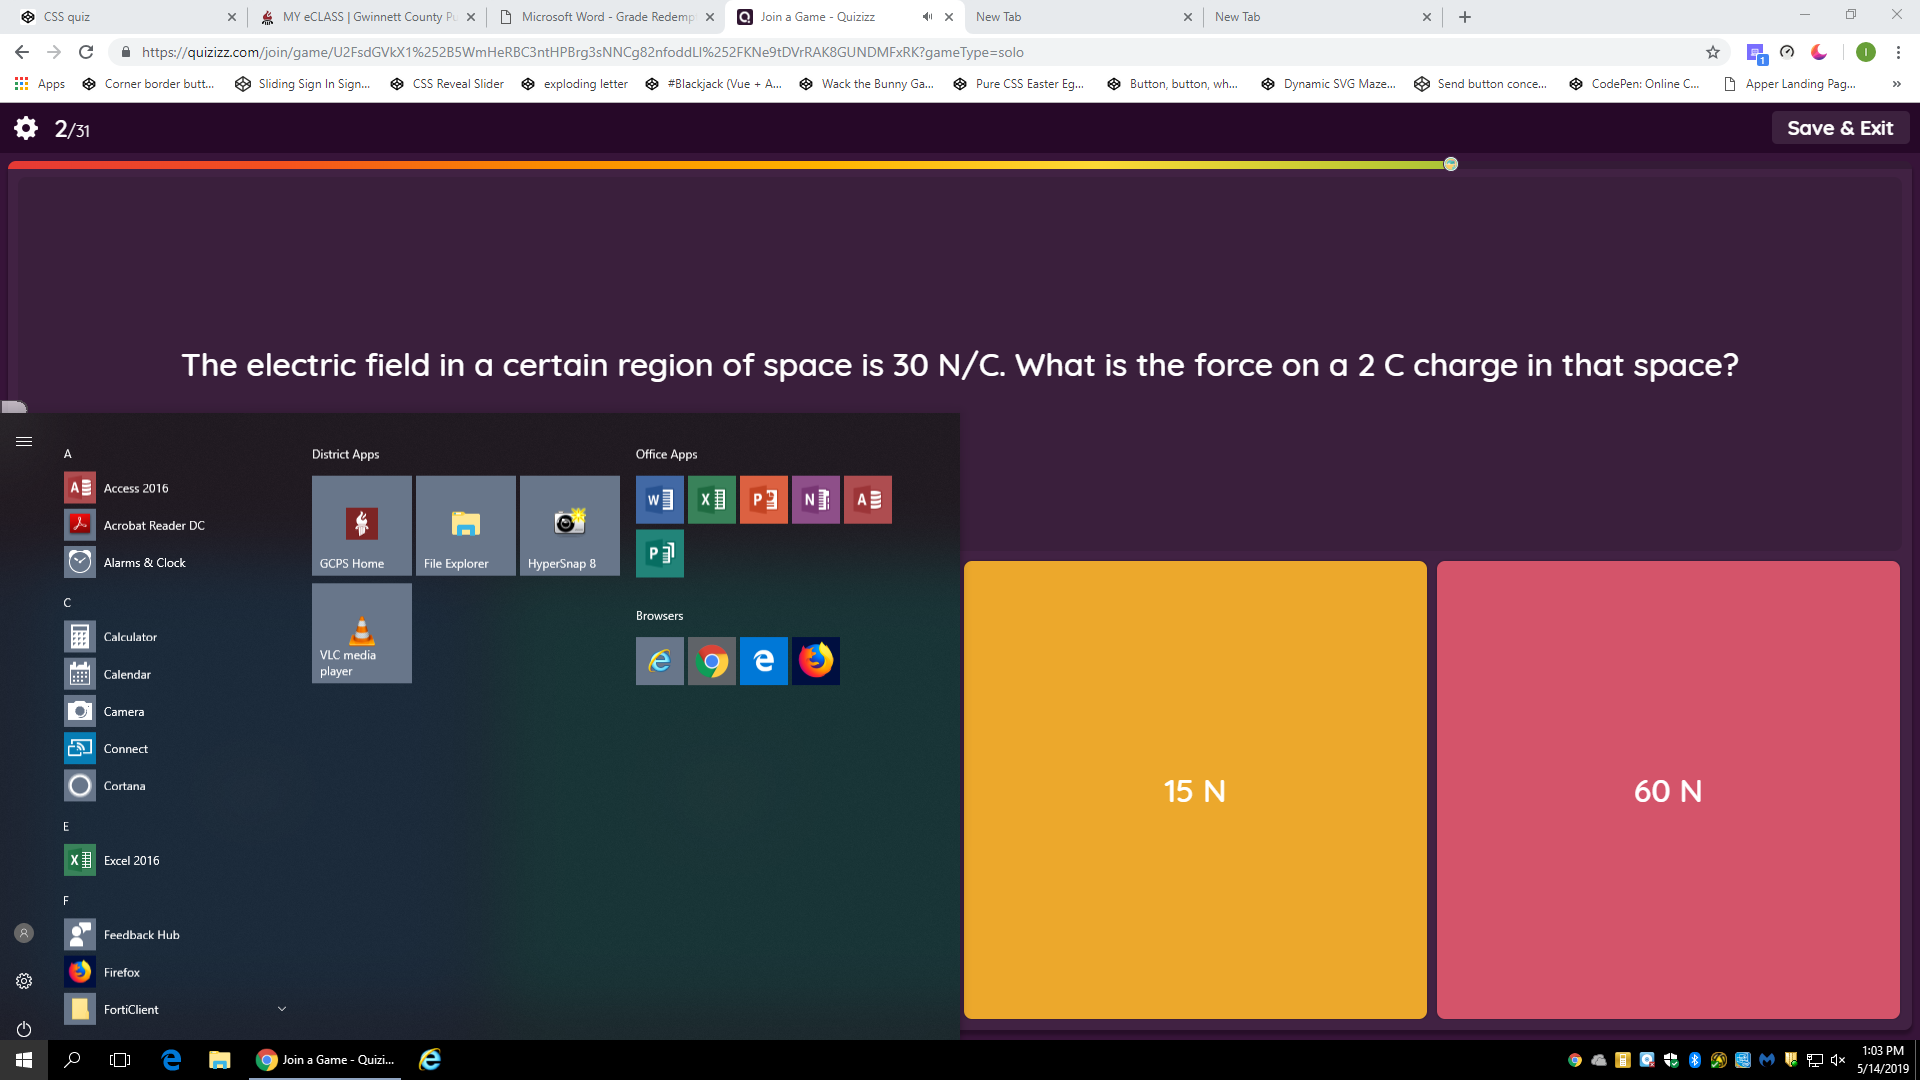 CSS quiz
MY eCLASS | Gwinnett County Pu
Microsoft Word - Grade Redemp
Join a Game - Quizizz
New Tab
New Tab
https://quizizz.com/join/game/U2FsdGVkX1%252B5WmHeRBC3ntHPBrg3sNNCg82nfoddLl%252FKNe9tDVrRAK8GUNDMFxRK?gameType=solo
1
I
Apps
Corner border butt...
Sliding Sign In Sign...
CSS Reveal Slider
exploding letter
#Blackjack (Vue + A...
Wack the Bunny Ga...
Pure CSS Easter Eg...
Button, button, wh...
Dynamic SVG Maze...
Send button conce...
CodePen: Online C...
Apper Landing Pag...
2/31
Save & Exit
The electric field in a certain region of space is 30 N/C. What is the force on a 2 C charge in that space?
15 N
60 N
A
Access 2016
Acrobat Reader DC
Alarms & Clock
C
Calculator
Calendar
Camera
Connect
Cortana
E
Excel 2016
F
Feedback Hub
Firefox
FortiClient
District Apps
GCPS Home
File Explorer
HyperSnap 8
VLC media
player
Office Apps
Browsers
Join a Game - Quizi...
1:03 PM
5/14/2019